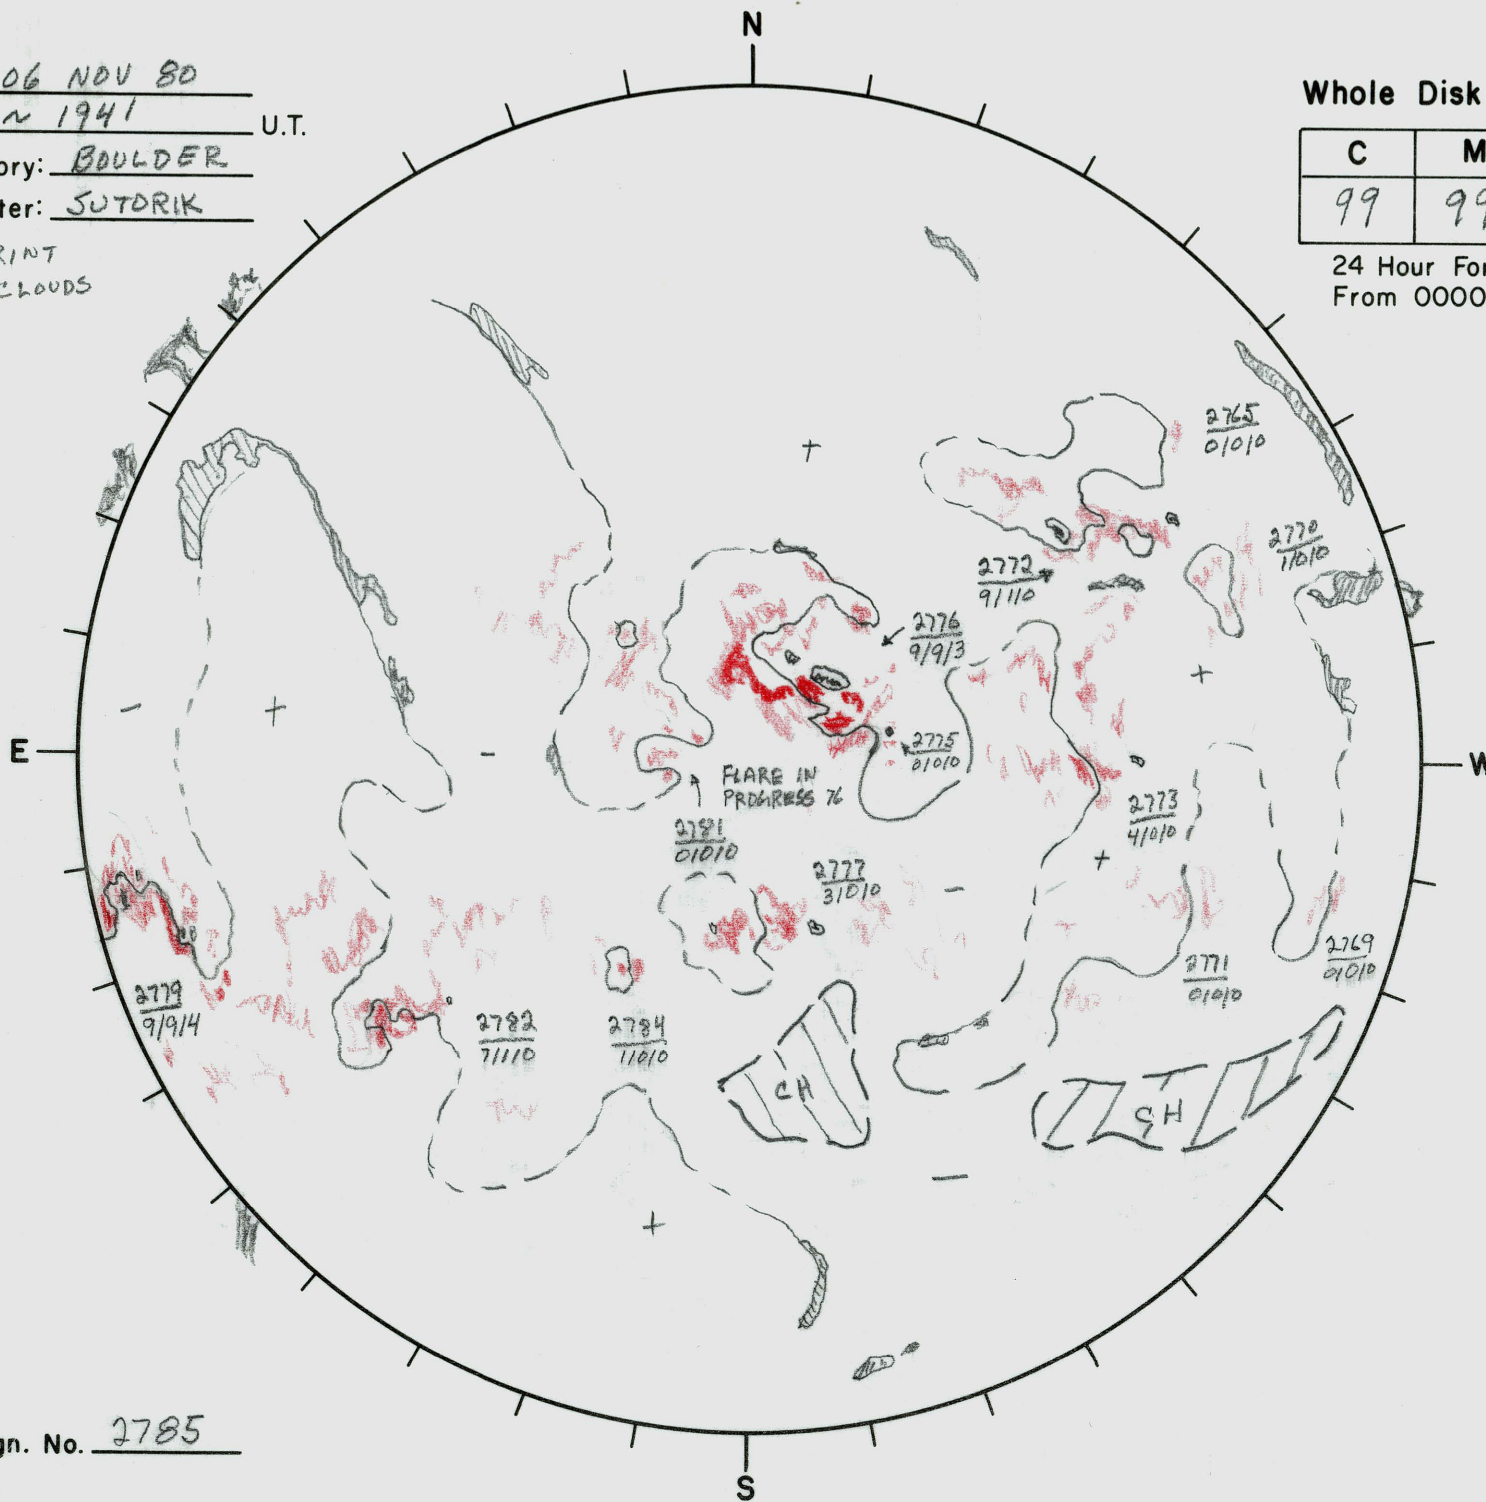 N
06 NOV 80
~ 1941 U.T.
ory: BOULDER
ter: SUTORIK
RINT
CLOUDS
Whole Disk
C M
99 99
24 Hour For
From 0000
+
2765
0/0/0
2770
1/0/0
2772
9/1/0
2776
9/9/3
+
- +
E - W
2775
0/0/0
FLARE IN
PROGRESS 76
2773
4/0/0
2781
0/0/0
+
2777
3/0/0
-
2769
0/0/0
2771
0/0/0
2779
9/9/4
2782
7/1/0
2784
1/0/0
CH
CH
-
+
gn. No. 2785
S